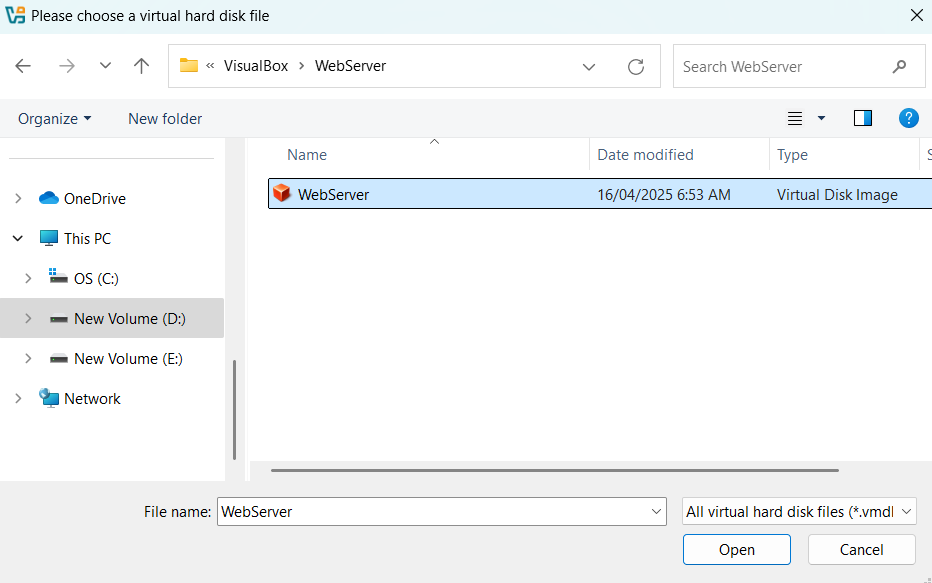 Please choose a virtual hard disk file
« VisualBox › WebServer
Search WebServer
Organize
New folder
?
Name
Date modified
Type
S
OneDrive
WebServer
16/04/2025 6:53 AM
Virtual Disk Image
This PC
OS (C:)
New Volume (D:)
New Volume (E:)
Network
File name:
WebServer
All virtual hard disk files (*.vmdl
Open
Cancel